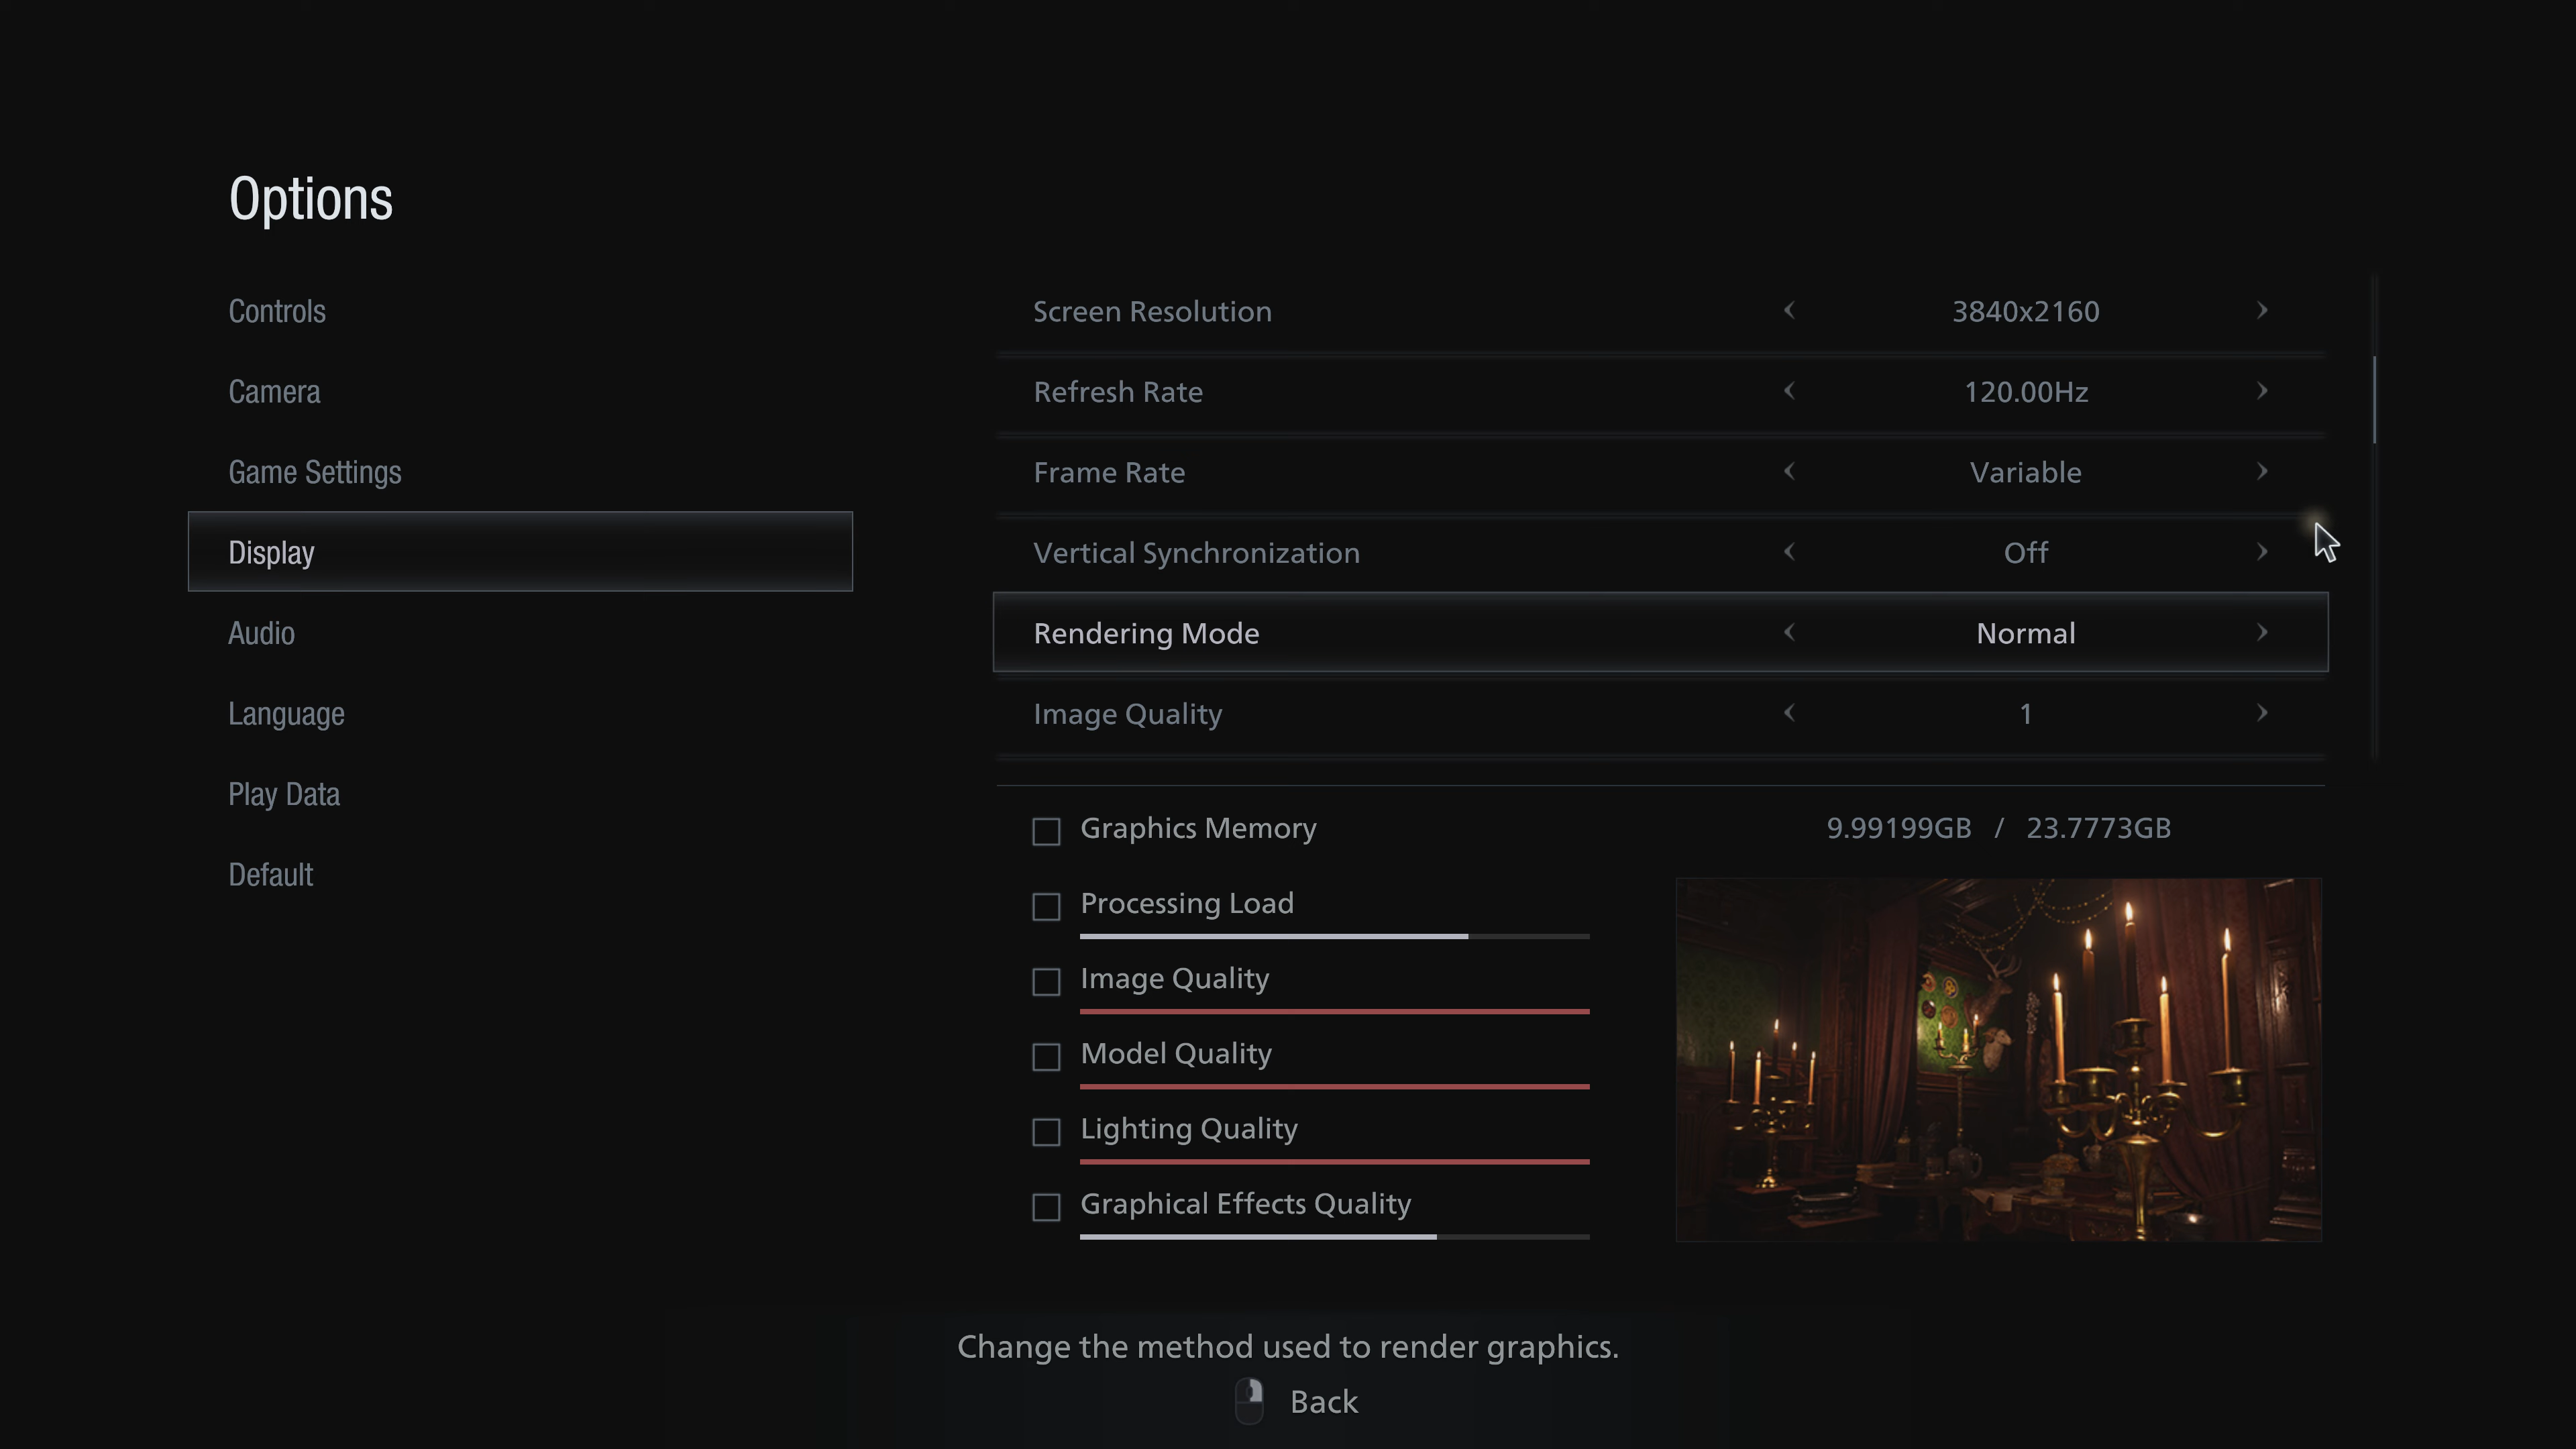 Options
Controls
Camera
Game Settings
Display
Audio
Language
Play Data
Default
Screen Resolution 3840x2160
Refresh Rate 120.00Hz
Frame Rate Variable
Vertical Synchronization Off
Rendering Mode Normal
Image Quality 1
Graphics Memory 9.99199GB / 23.7773GB
Processing Load
Image Quality
Model Quality
Lighting Quality
Graphical Effects Quality
Change the method used to render graphics.
Back